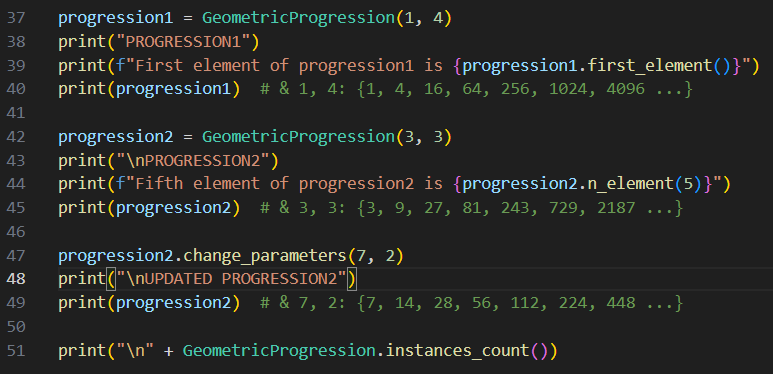 37 progression1 = GeometricProgression(1, 4)
38 print("PROGRESSION1")
39 print(f"First element of progression1 is {progression1.first_element()}")
40 print(progression1)  # & 1, 4: {1, 4, 16, 64, 256, 1024, 4096 ...}
41
42 progression2 = GeometricProgression(3, 3)
43 print("\nPROGRESSION2")
44 print(f"Fifth element of progression2 is {progression2.n_element(5)}")
45 print(progression2)  # & 3, 3: {3, 9, 27, 81, 243, 729, 2187 ...}
46
47 progression2.change_parameters(7, 2)
48 print("\nUPDATED PROGRESSION2")
49 print(progression2)  # & 7, 2: {7, 14, 28, 56, 112, 224, 448 ...}
50
51 print("\n" + GeometricProgression.instances_count())